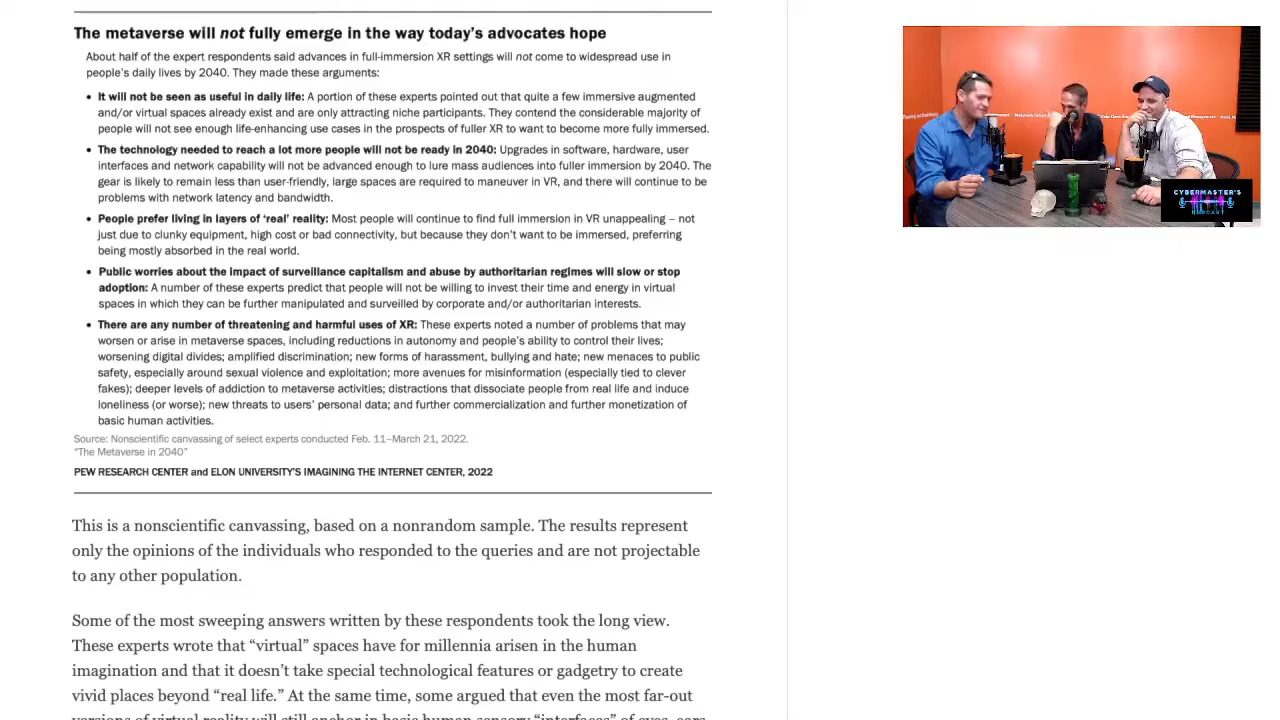 The metaverse will not fully emerge in the way today's advocates hope
About half of the expert respondents said advances in full-immersion XR settings will not come to widespread use in
people's daily lives by 2040. They made these arguments:
• It will not be seen as useful in daily life: A portion of these experts pointed out that quite a few immersive augmented
and/or virtual spaces already exist and are only attracting niche participants. They contend the considerable majority of
people will not see enough life-enhancing use cases in the prospects of fuller XR to want to become more fully immersed.
• The technology needed to reach a lot more people will not be ready in 2040: Upgrades in software, hardware, user
interfaces and network capability will not be advanced enough to lure mass audiences into fuller immersion by 2040. The
gear is likely to remain less than user-friendly, large spaces are required to maneuver in VR, and there will continue to be
problems with network latency and bandwidth.
• People prefer living in layers of 'real' reality: Most people will continue to find full immersion in VR unappealing – not
just due to clunky equipment, high cost or bad connectivity, but because they don't want to be immersed, preferring
being mostly absorbed in the real world.
• Public worries about the impact of surveillance capitalism and abuse by authoritarian regimes will slow or stop
adoption: A number of these experts predict that people will not be willing to invest their time and energy in virtual
spaces in which they can be further manipulated and surveilled by corporate and/or authoritarian interests.
• There are any number of threatening and harmful uses of XR: These experts noted a number of problems that may
worsen or arise in metaverse spaces, including reductions in autonomy and people's ability to control their lives;
worsening digital divides; amplified discrimination; new forms of harassment, bullying and hate; new menaces to public
safety, especially around sexual violence and exploitation; more avenues for misinformation (especially tied to clever
fakes); deeper levels of addiction to metaverse activities; distractions that dissociate people from real life and induce
loneliness (or worse); new threats to users' personal data; and further commercialization and further monetization of
basic human activities.
Source: Nonscientific canvassing of select experts conducted Feb. 11–March 21, 2022.
"The Metaverse in 2040"
PEW RESEARCH CENTER and ELON UNIVERSITY'S IMAGINING THE INTERNET CENTER, 2022
This is a nonscientific canvassing, based on a nonrandom sample. The results represent
only the opinions of the individuals who responded to the queries and are not projectable
to any other population.
Some of the most sweeping answers written by these respondents took the long view.
These experts wrote that "virtual" spaces have for millennia arisen in the human
imagination and that it doesn't take special technological features or gadgetry to create
vivid places beyond "real life." At the same time, some argued that even the most far-out
versions of virtual reality will still anchor in basic human sensory "interfaces" of eyes, ears
CYBERMASTER'S
PODCAST